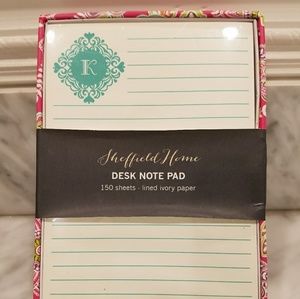 K
Sheffield Home
DESK NOTE PAD
150 sheets - lined ivory paper